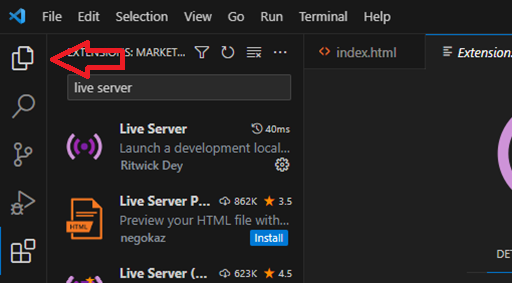 File Edit Selection View Go Run Terminal Help
EXTENSIONS: MARKET...
index.html
Extension:
live server
Live Server 40ms
Launch a development local...
Ritwick Dey
Live Server P... 862K 3.5
Preview your HTML file with...
HTML
negokaz
Install
Live Server (... 623K 4.5
DET